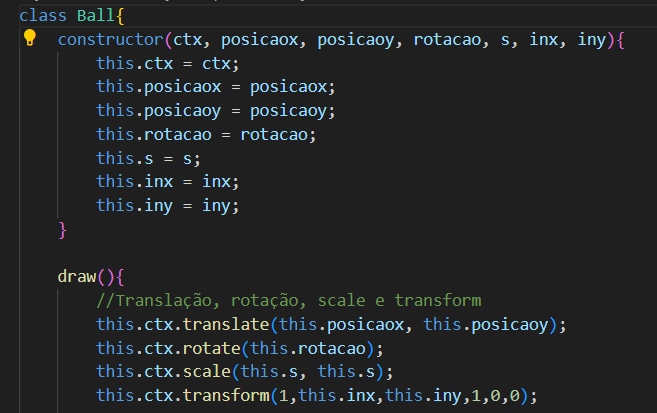 class Ball{
constructor(ctx, posicaox, posicaoy, rotacao, s, inx, iny){
this.ctx = ctx;
this.posicaox = posicaox;
this.posicaoy = posicaoy;
this.rotacao = rotacao;
this.s = s;
this.inx = inx;
this.iny = iny;
}
draw(){
//Translação, rotação, scale e transform
this.ctx.translate(this.posicaox, this.posicaoy);
this.ctx.rotate(this.rotacao);
this.ctx.scale(this.s, this.s);
this.ctx.transform(1,this.inx,this.iny,1,0,0);